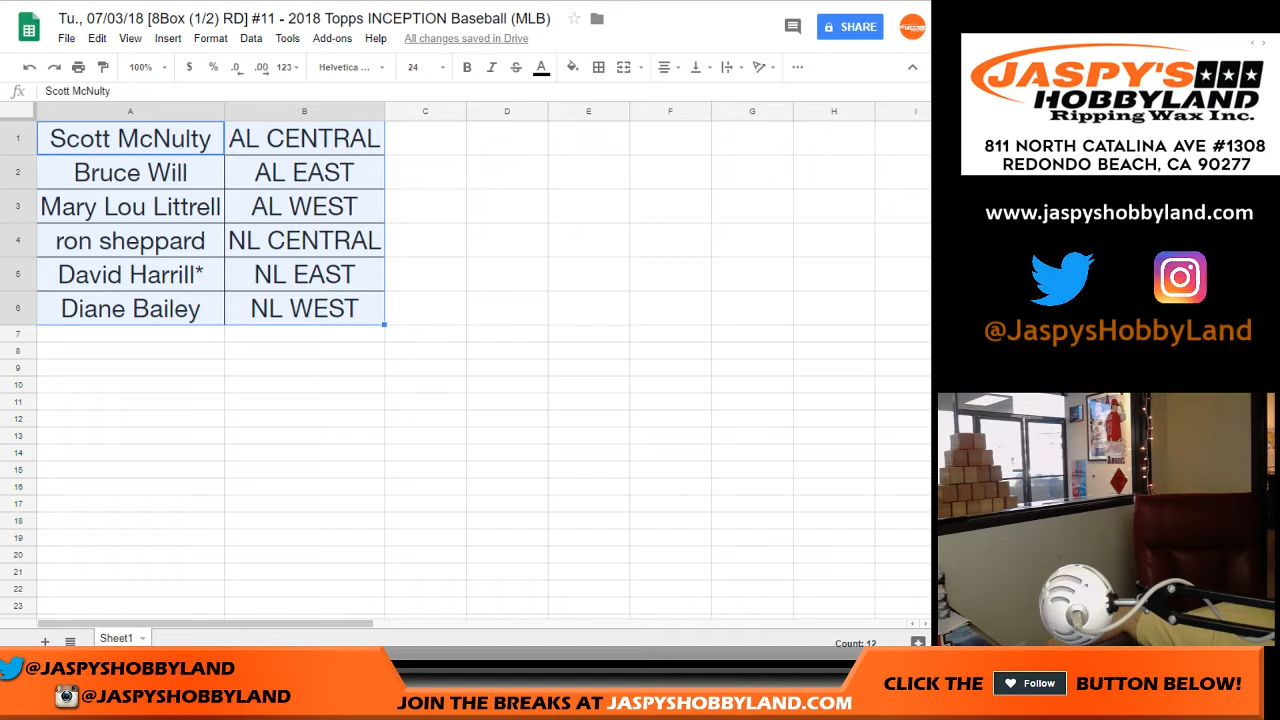 Tu., 07/03/18 [8Box (1/2) RD] #11 - 2018 Topps INCEPTION Baseball (MLB)
File Edit View Insert Format Data Tools Add-ons Help All changes saved in Drive
SHARE
100% $ % .0 .00 123 Helvetica ... 24 B I S A
fx Scott McNulty
A B C D E F G H I
1 Scott McNulty AL CENTRAL
2 Bruce Will AL EAST
3 Mary Lou Littrell AL WEST
4 ron sheppard NL CENTRAL
5 David Harrill* NL EAST
6 Diane Bailey NL WEST
7
8
9
10
11
12
13
14
15
16
17
18
19
20
21
22
23
Sheet1
Count: 12
JASPY'S
HOBBYLAND
Ripping Wax Inc.
811 NORTH CATALINA AVE #1308
REDONDO BEACH, CA 90277
www.jaspyshobbyland.com
@JaspysHobbyLand
ANGELS
@JASPYSHOBBYLAND
@JASPYSHOBBYLAND
JOIN THE BREAKS AT JASPYSHOBBYLAND.COM
CLICK THE Follow BUTTON BELOW!